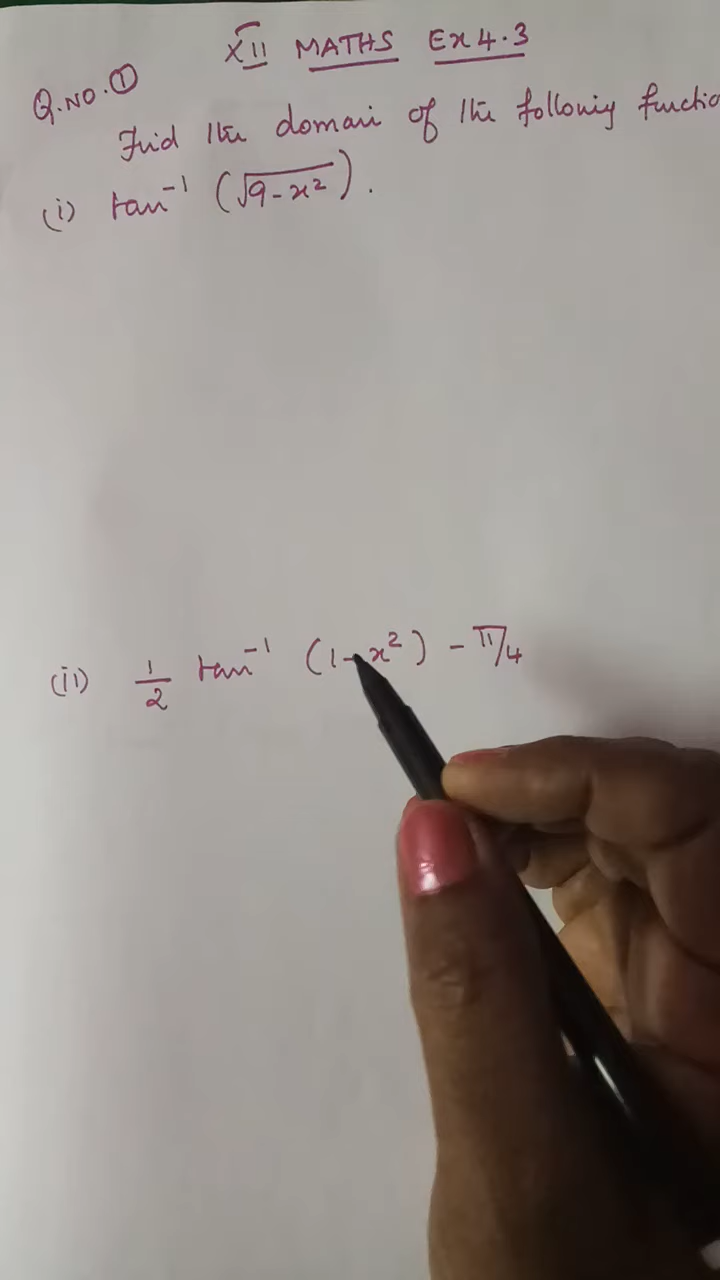 XII MATHS Ex 4.3
Q.NO. ①
Find the domain of the following functio
(i) tan⁻¹ (√9-x²).
(ii) 1/2 tan⁻¹ (1-x²) - π/4